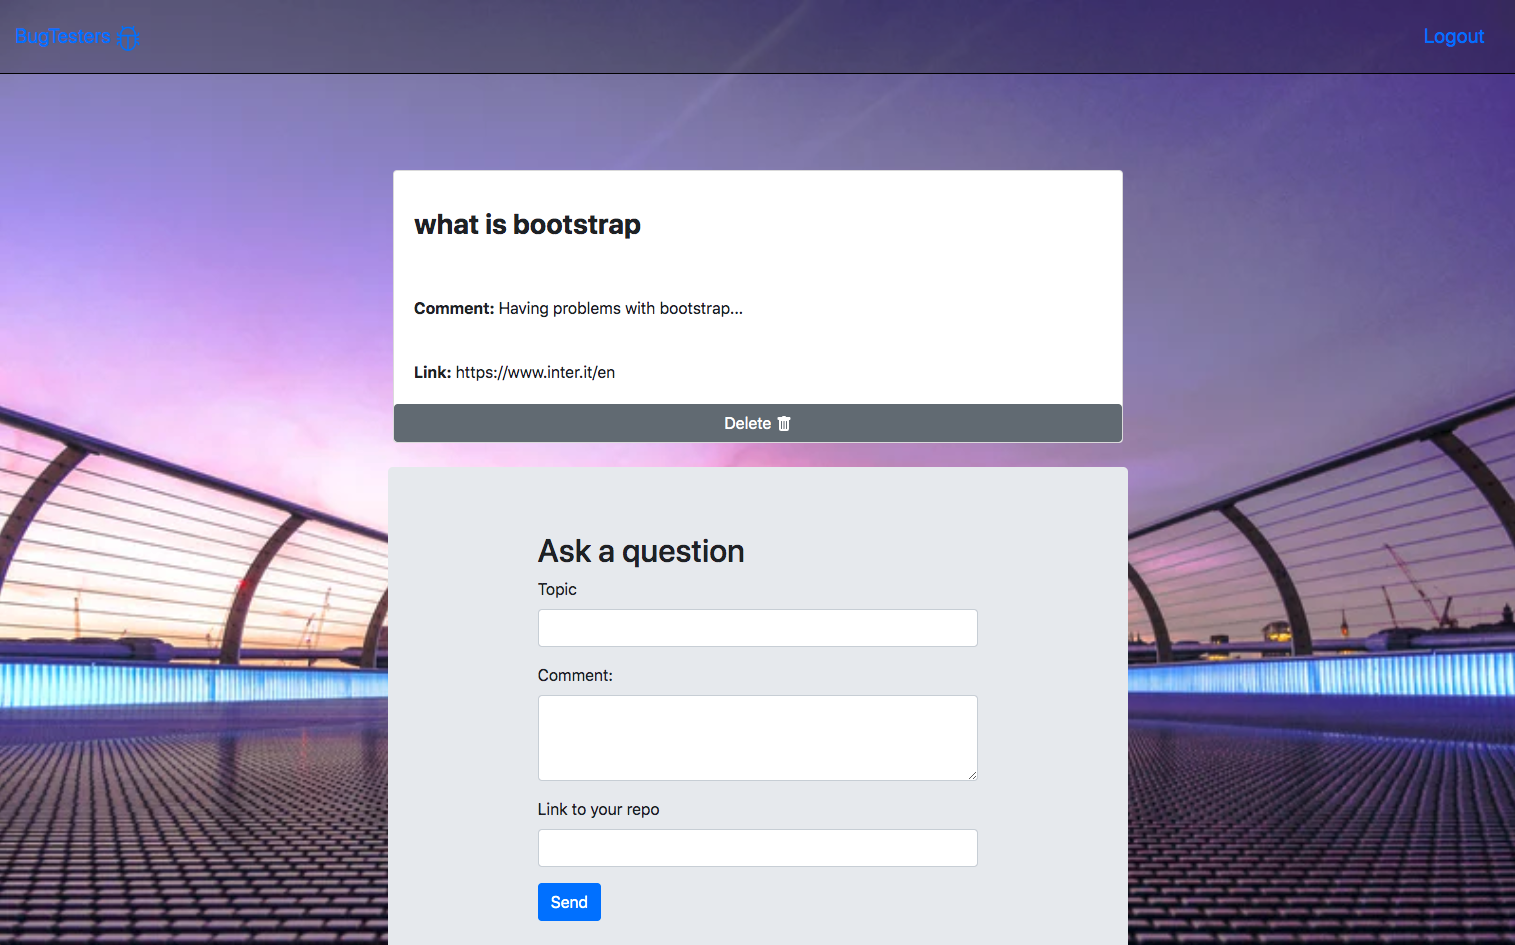 BugTesters
Logout
what is bootstrap
Comment: Having problems with bootstrap...
Link: https://www.inter.it/en
Delete
Ask a question
Topic
Comment:
Link to your repo
Send